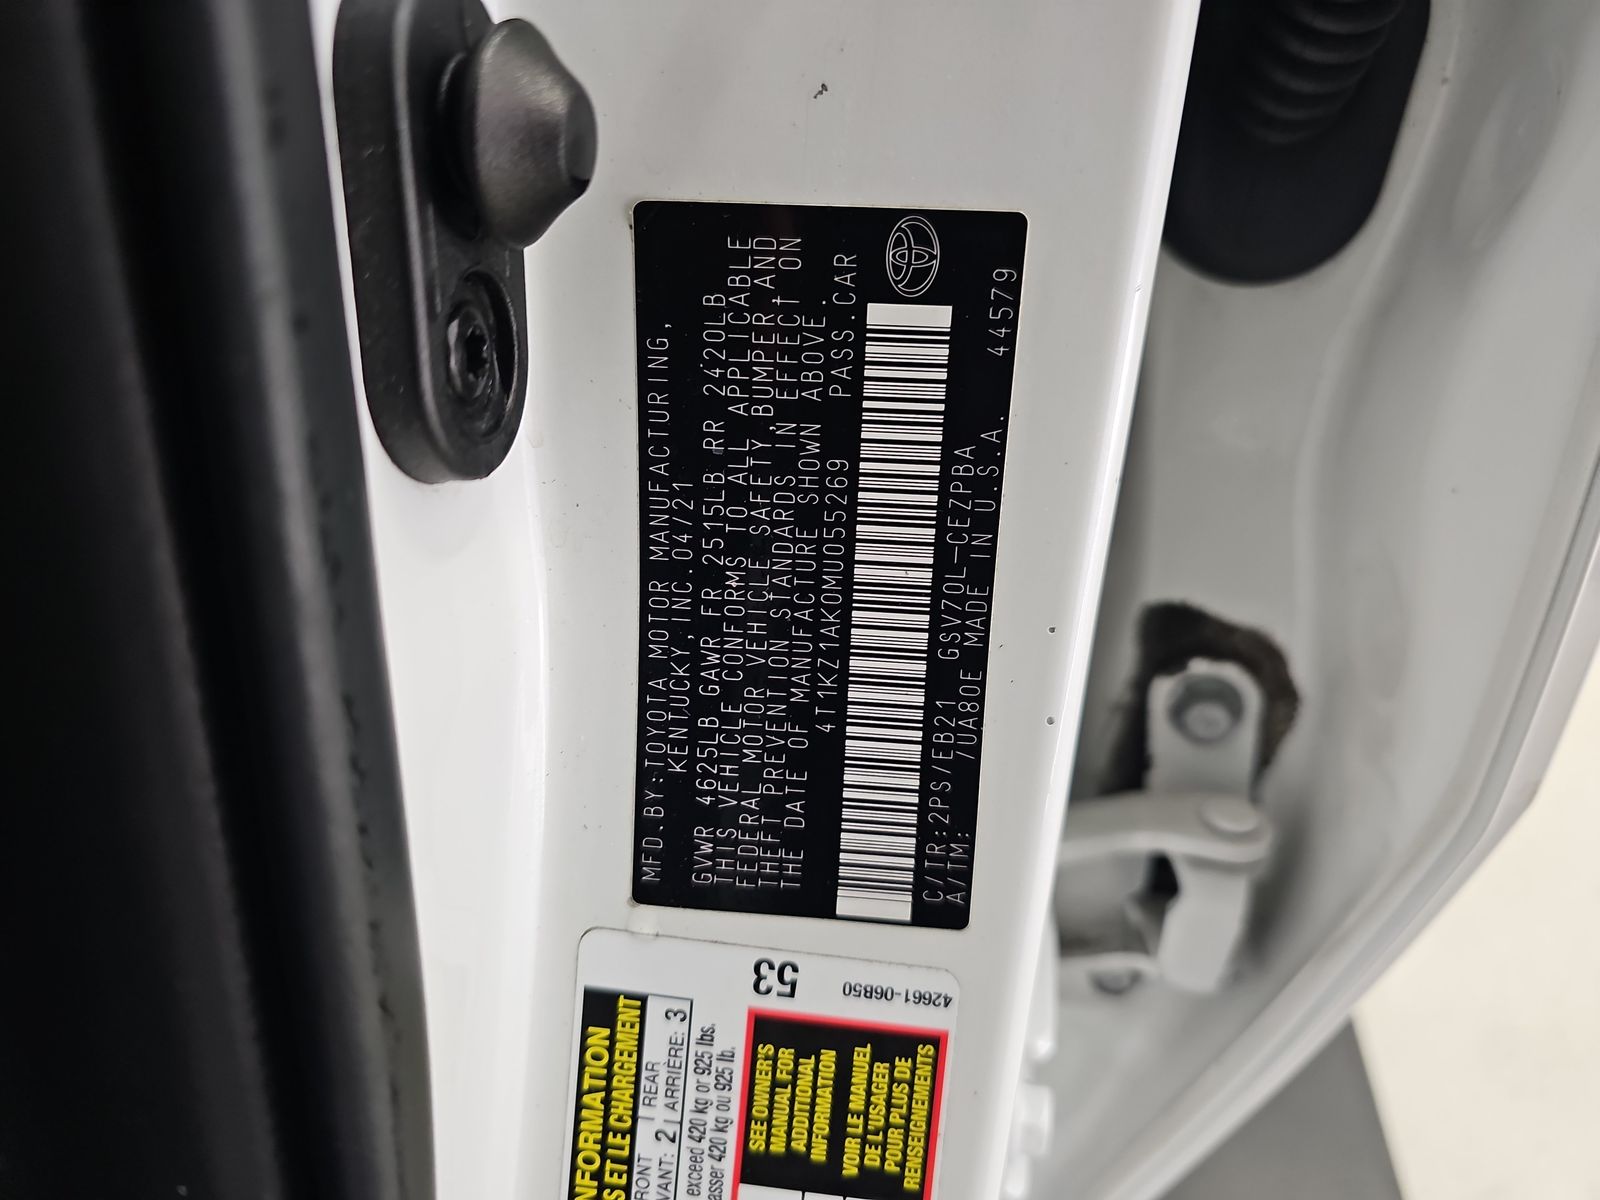 MFD.BY:TOYOTA MOTOR MANUFACTURING,
KENTUCKY,INC.04/21
GVWR 4625LB GAWR FR 2515LB RR 2420LB
THIS VEHICLE CONFORMS TO ALL APPLICABLE
FEDERAL MOTOR VEHICLE SAFETY,BUMPER,AND
THEFT PREVENTION STANDARDS IN EFFECT ON
THE DATE OF MANUFACTURE SHOWN ABOVE.
4T1KZ1AK0MU055269 PASS.CAR
C/TR:2PS/EB21 GSV70L-CEZPBA
A/TM: 7UA80E MADE IN U.S.A. 44579
53
42661-06B50
NFORMATION
S ET LE CHARGEMENT
RONT 2 REAR 3
VANT: ARRIÈRE:
exceed 420 kg or 925 lbs.
asser 420 kg ou 925 lb.
SEE OWNER'S
MANUAL FOR
ADDITIONAL
INFORMATION
VOIR LE MANUEL
DE L'USAGER
POUR PLUS DE
RENSEIGNEMENTS